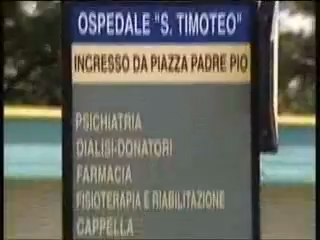 OSPEDALE "S. TIMOTEO"
INGRESSO DA PIAZZA PADRE PIO
PSICHIATRIA
DIALISI-DONATORI
FARMACIA
FISIOTERAPIA E RIABILITAZIONE
CAPPELLA